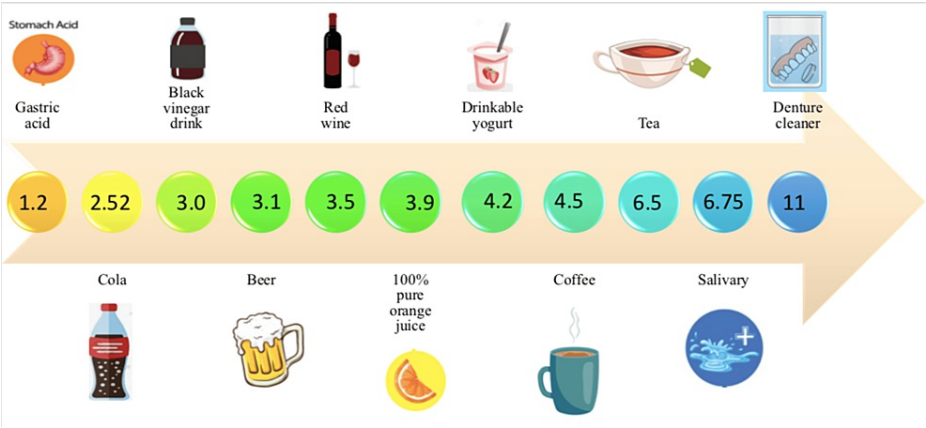 Stomach Acid
Gastric
acid
Black
vinegar
drink
Red
wine
Drinkable
yogurt
Tea
Denture
cleaner
1.2
2.52
3.0
3.1
3.5
3.9
4.2
4.5
6.5
6.75
11
Cola
Beer
100%
pure
orange
juice
Coffee
Salivary